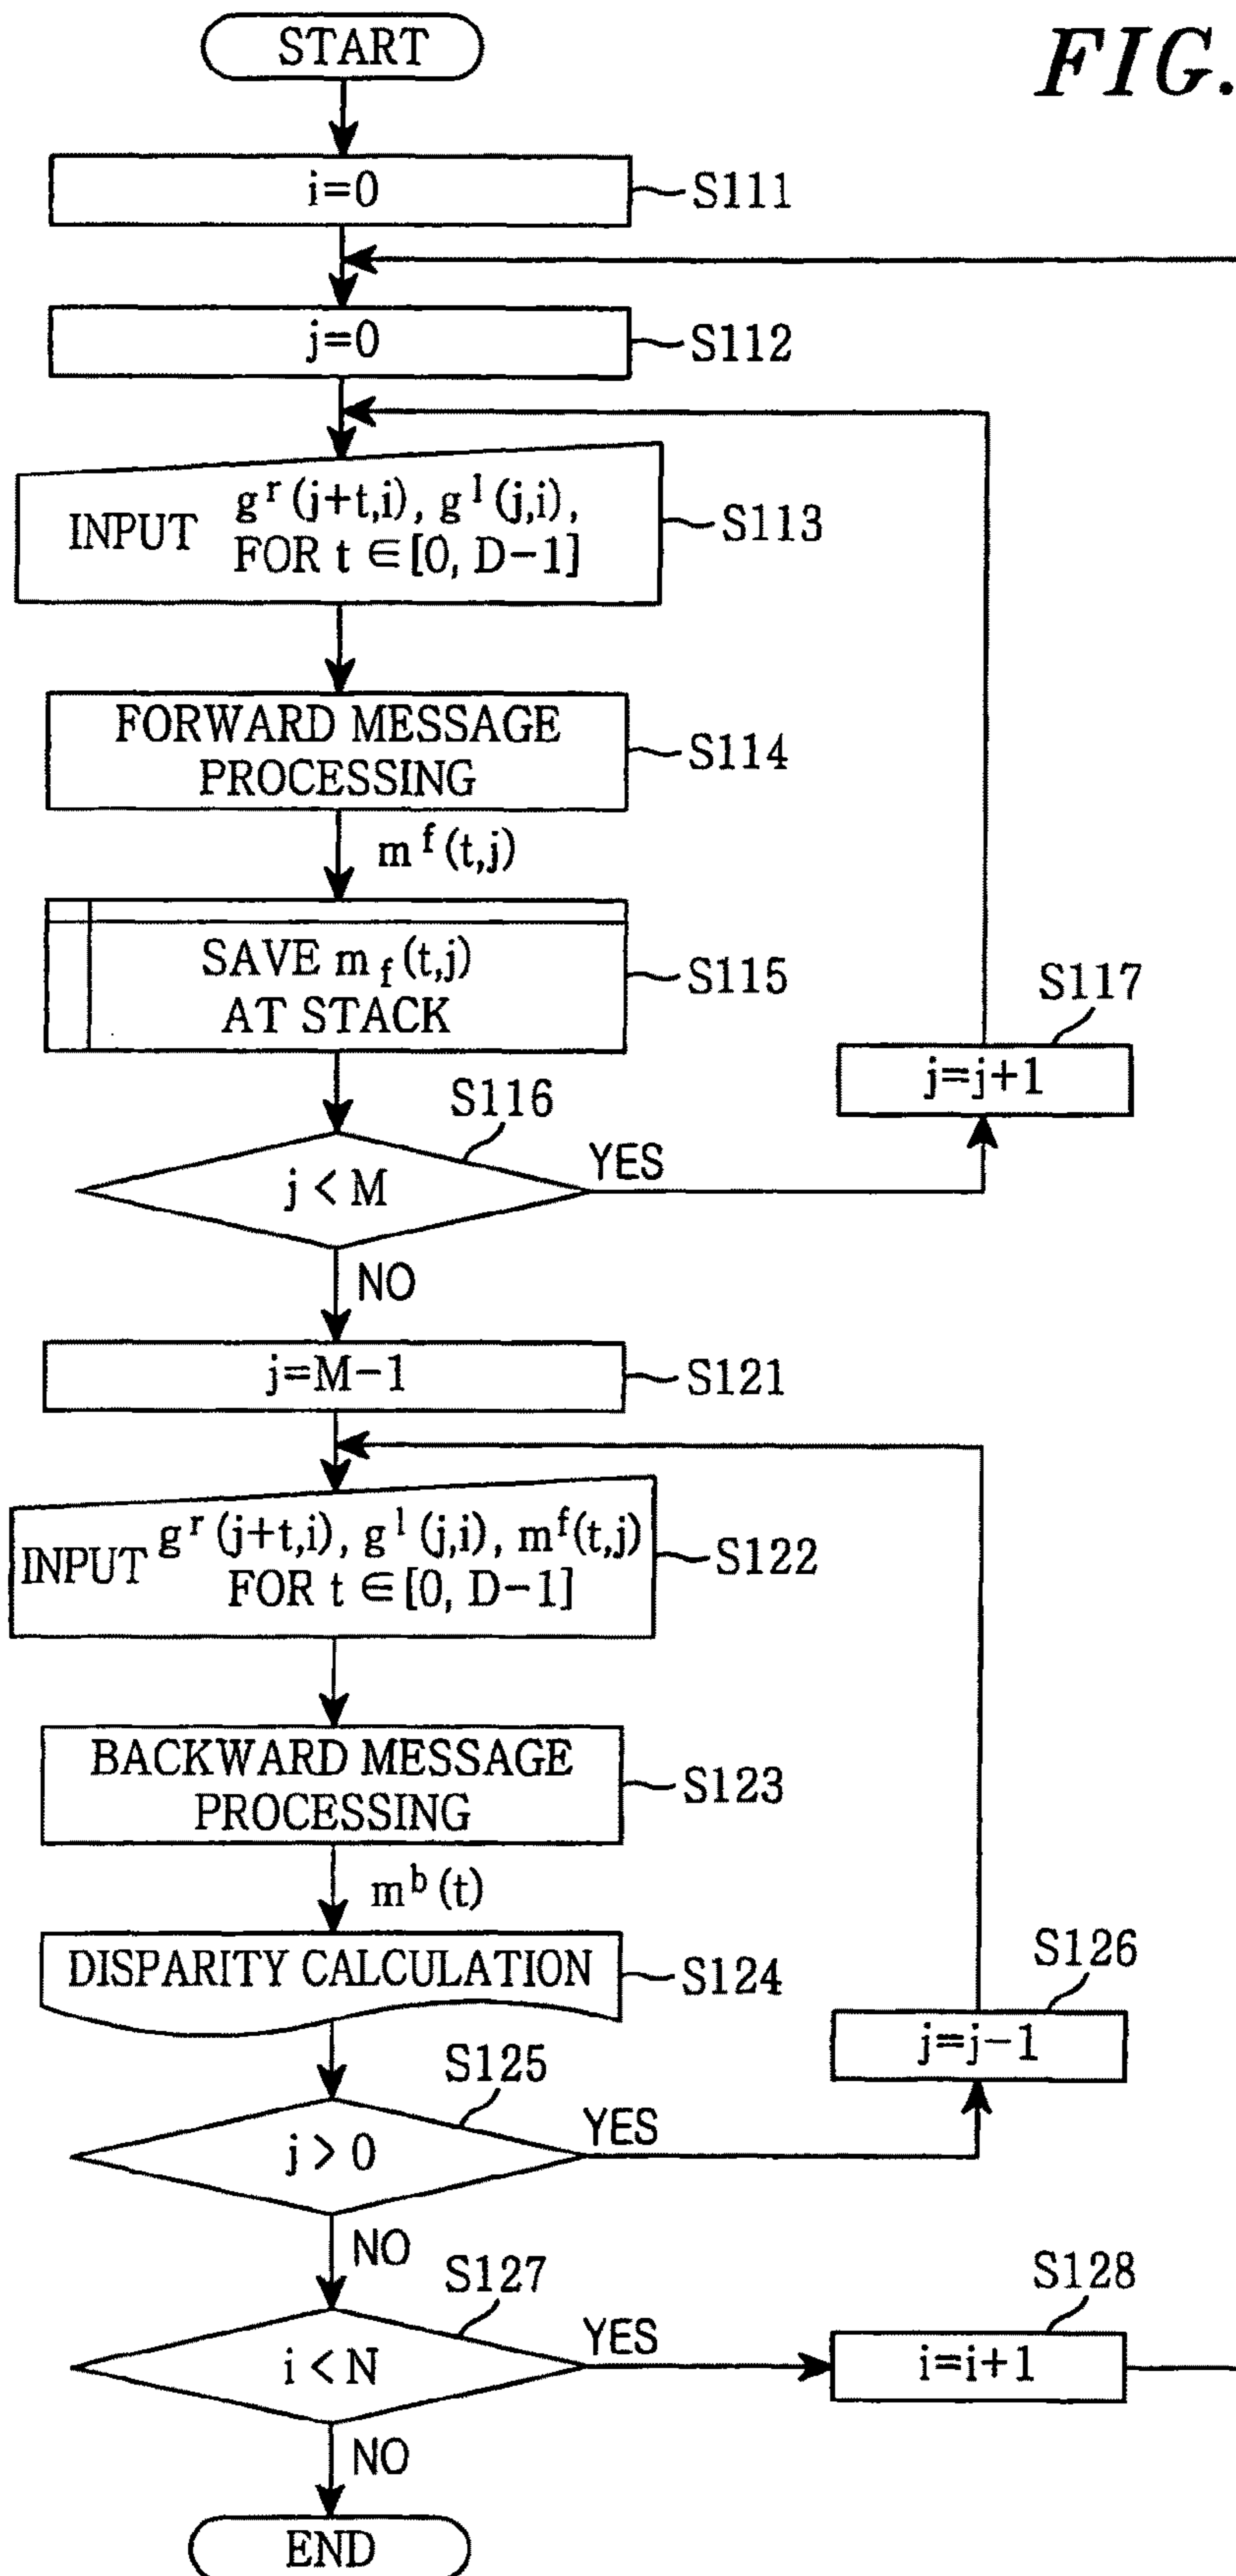 START
FIG.
i=0
S111
j=0
S112
INPUT
g^r(j+t,i), g^l(j,i),
FOR t ∈[0, D−1]
S113
FORWARD MESSAGE
PROCESSING
S114
m^f(t,j)
SAVE m_f(t,j)
AT STACK
S115
S117
j=j+1
S116
j < M
YES
NO
j=M−1
S121
INPUT
g^r(j+t,i), g^l(j,i), m^f(t,j)
FOR t ∈[0, D−1]
S122
BACKWARD MESSAGE
PROCESSING
S123
m^b(t)
DISPARITY CALCULATION
S124
S126
j=j−1
S125
j > 0
YES
NO
S127
i < N
YES
S128
i=i+1
NO
END